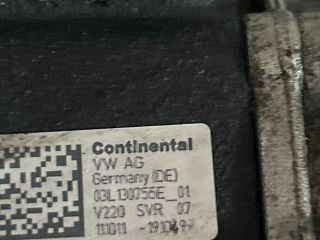 Continental
VW AG
Germany (DE)
03L130755E_01
V220 SVR 07